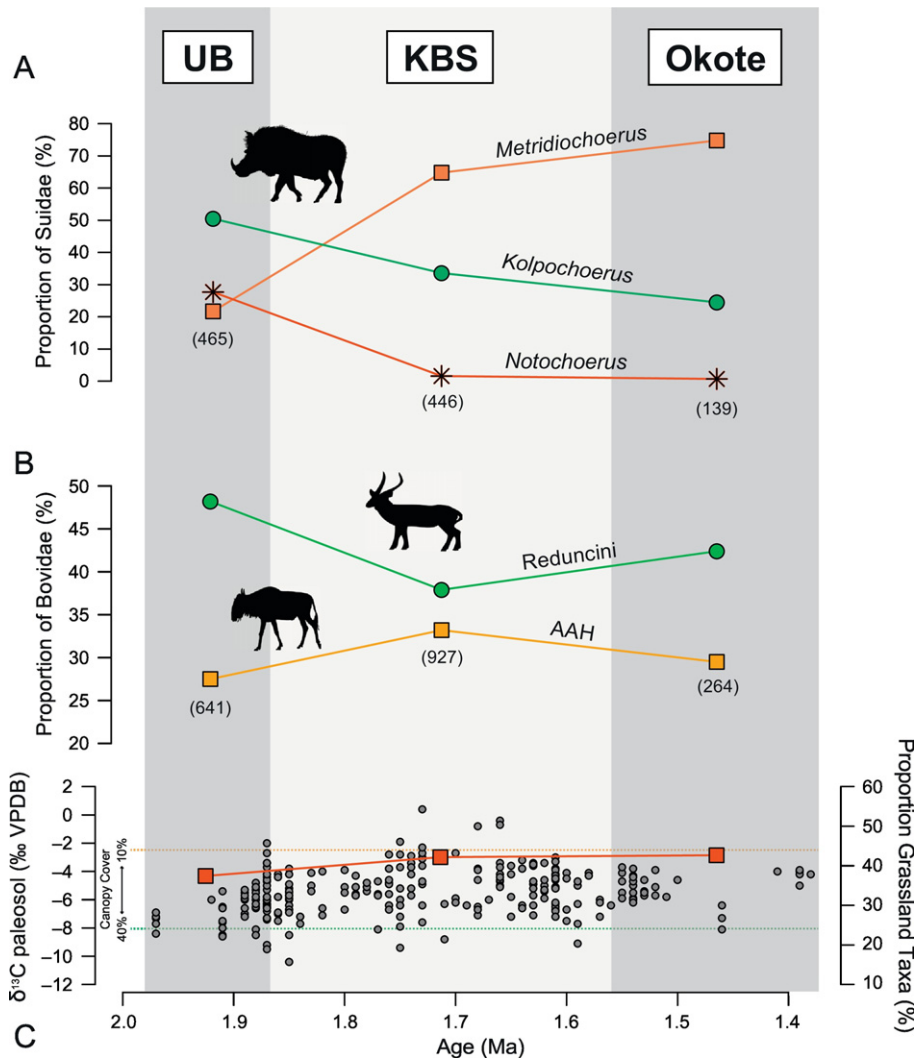 UB KBS Okote
A
Proportion of Suidae (%)
80
70
60
50
40
30
20
10
0
Metridiochoerus
Kolpochoerus
Notochoerus
(465)
(446)
(139)
B
Proportion of Bovidae (%)
50
45
40
35
30
25
20
Reduncini
AAH
(641)
(927)
(264)
δ¹³C paleosol (‰ VPDB)
2
0
−2
−4
−6
−8
−10
−12
Canopy Cover
40%
10%
60
50
40
30
20
10
Proportion Grassland Taxa (%)
2.0 1.9 1.8 1.7 1.6 1.5 1.4
C
Age (Ma)